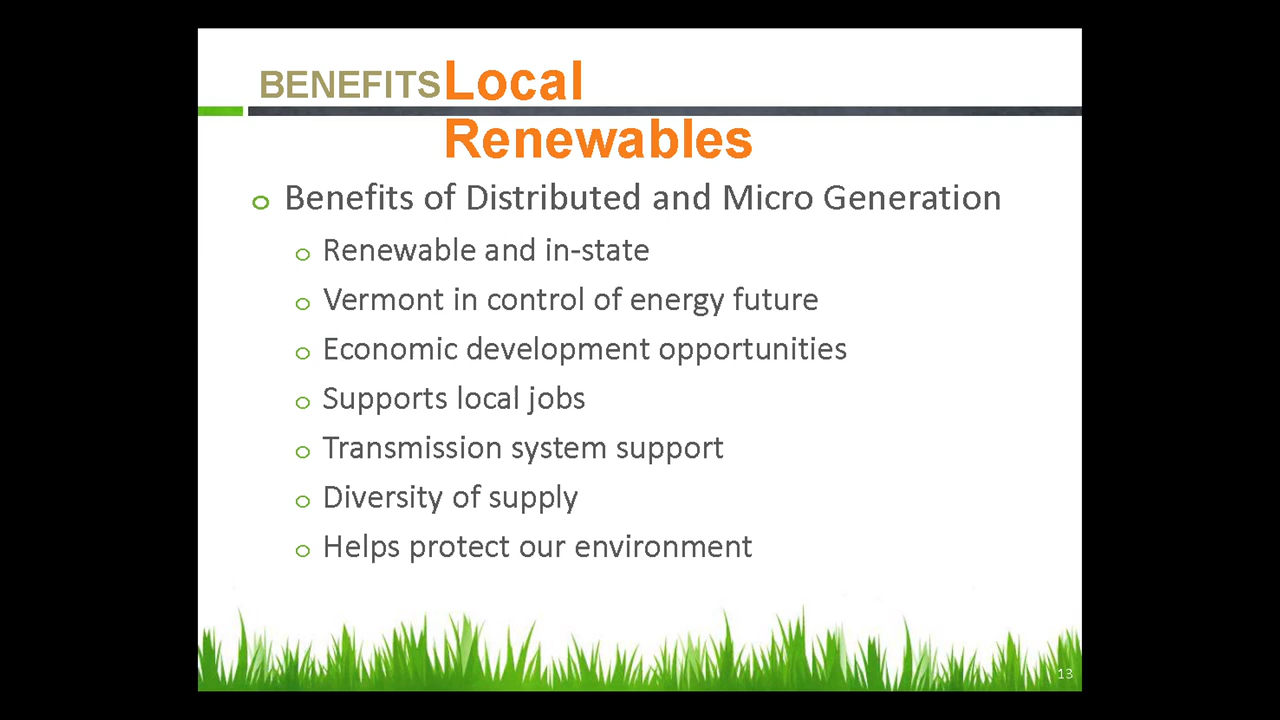 BENEFITS Local
Renewables
Benefits of Distributed and Micro Generation
Renewable and in-state
Vermont in control of energy future
Economic development opportunities
Supports local jobs
Transmission system support
Diversity of supply
Helps protect our environment
13